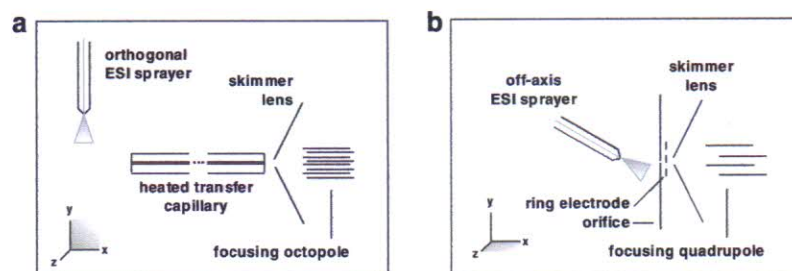 a
orthogonal
ESI sprayer
skimmer
lens
heated transfer
capillary
focusing octopole
y
x
z
b
off-axis
ESI sprayer
skimmer
lens
ring electrode
orifice
focusing quadrupole
y
x
z